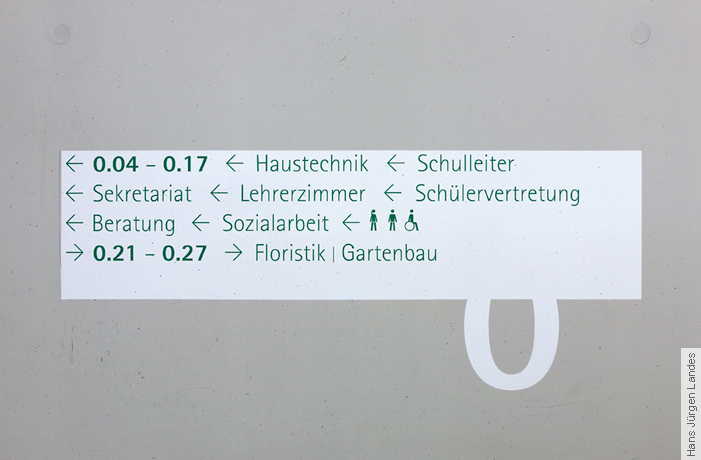 ← 0.04 – 0.17 ← Haustechnik ← Schulleiter
← Sekretariat ← Lehrerzimmer ← Schülervertretung
← Beratung ← Sozialarbeit ←
→ 0.21 – 0.27 → Floristik | Gartenbau
0
Hans Jürgen Landes